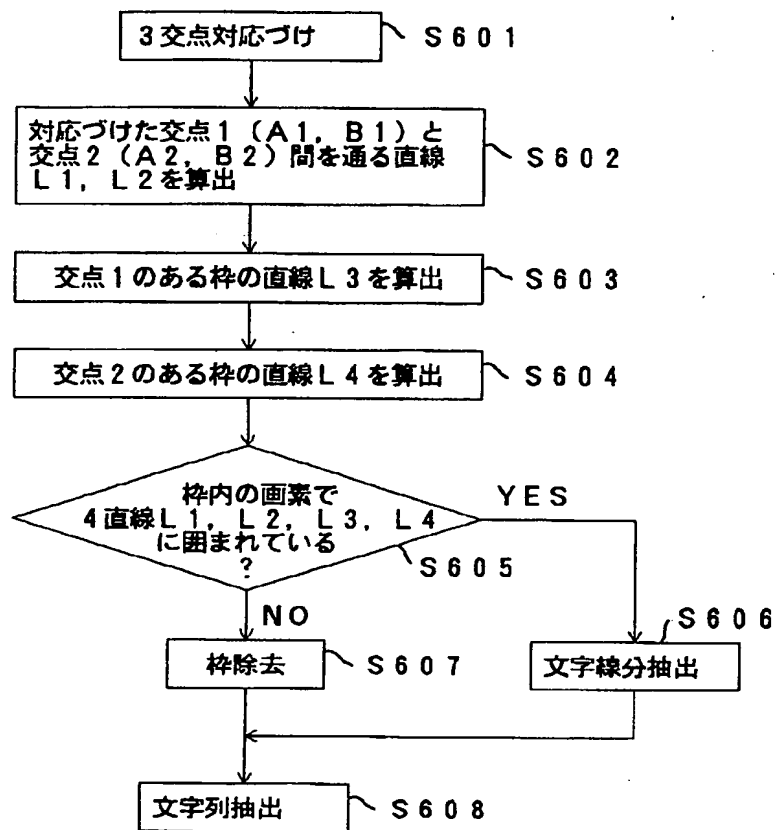 3交点対応づけ
S601
対応づけた交点1（A1，B1）と
交点2（A2，B2）間を通る直線
L1，L2を算出
S602
交点1のある枠の直線L3を算出
S603
交点2のある枠の直線L4を算出
S604
枠内の画素で
4直線L1，L2，L3，L4
に囲まれている
？
S605
YES
NO
S606
文字線分抽出
枠除去
S607
文字列抽出
S608